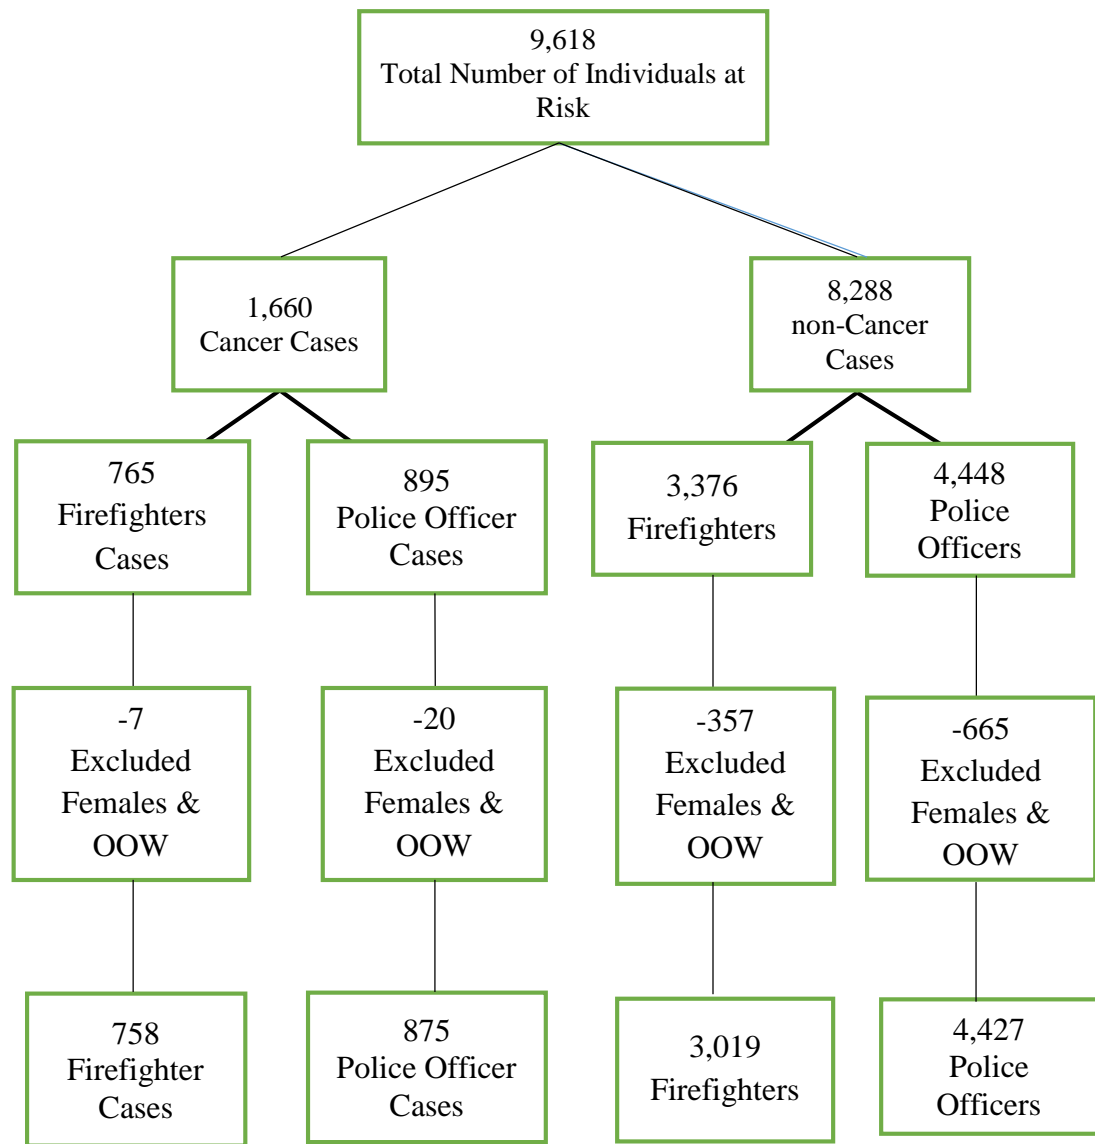 9,618
Total Number of Individuals at
Risk
1,660
Cancer Cases
8,288
non-Cancer
Cases
765
Firefighters
Cases
895
Police Officer
Cases
3,376
Firefighters
4,448
Police
Officers
-7
Excluded
Females &
OOW
-20
Excluded
Females &
OOW
-357
Excluded
Females &
OOW
-665
Excluded
Females &
OOW
758
Firefighter
Cases
875
Police Officer
Cases
3,019
Firefighters
4,427
Police
Officers